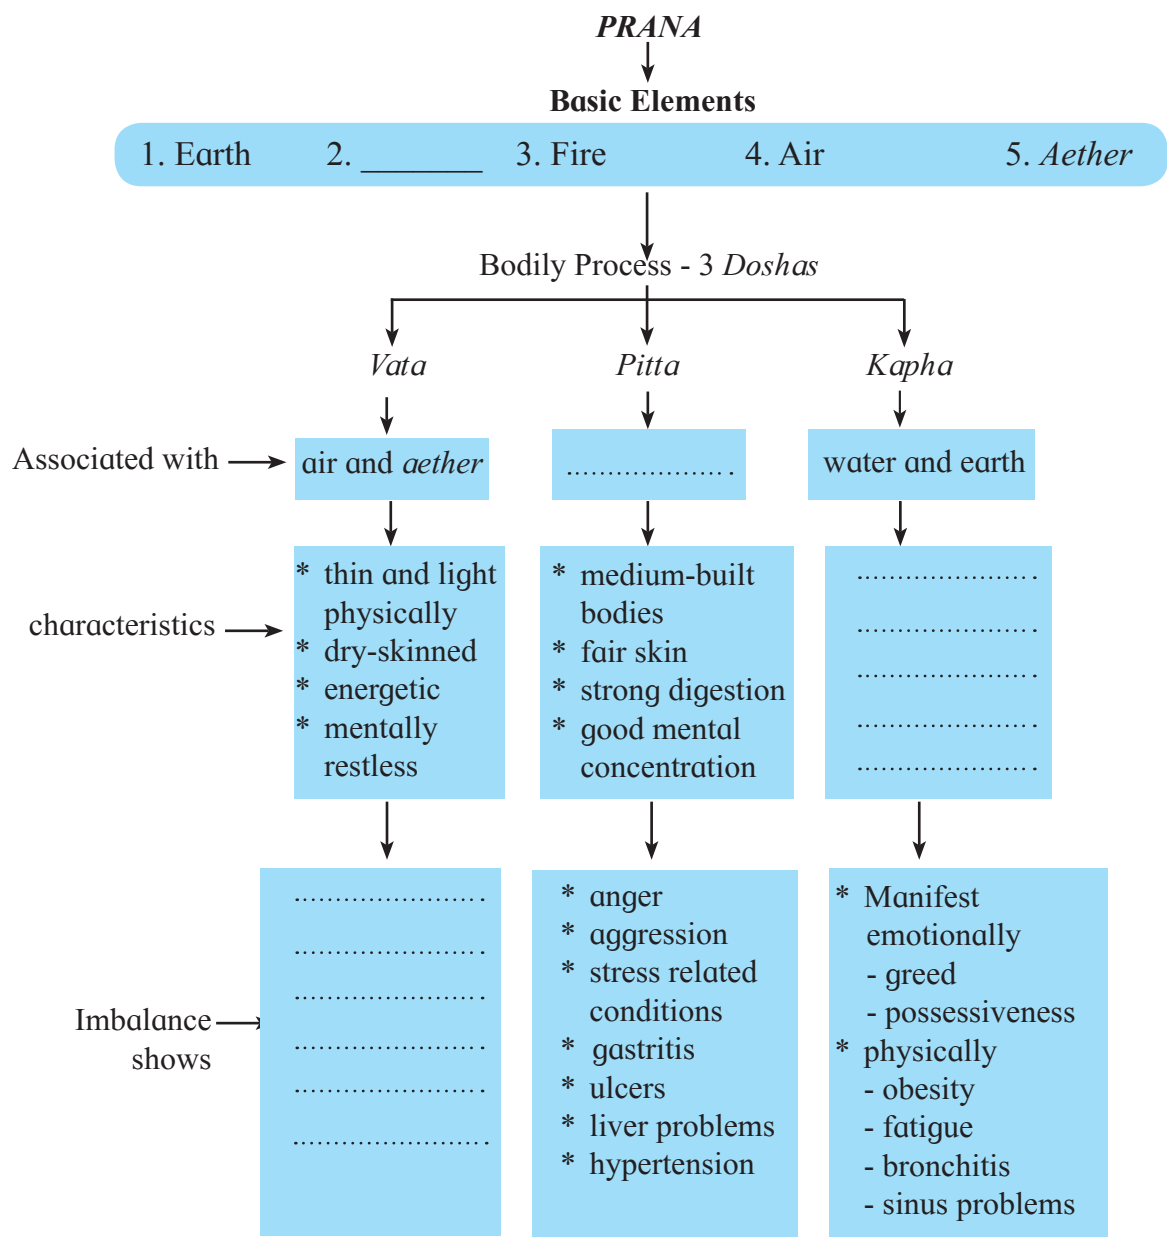 PRANA
Basic Elements
1. Earth 2. _______ 3. Fire 4. Air 5. Aether
Bodily Process - 3 Doshas
Vata Pitta Kapha
Associated with
air and aether
....................
water and earth
characteristics
* thin and light
physically
* dry-skinned
* energetic
* mentally
restless
* medium-built
bodies
* fair skin
* strong digestion
* good mental
concentration
......................
......................
......................
......................
......................
Imbalance
shows
........................
........................
........................
........................
........................
........................
* anger
* aggression
* stress related
conditions
* gastritis
* ulcers
* liver problems
* hypertension
* Manifest
emotionally
- greed
- possessiveness
* physically
- obesity
- fatigue
- bronchitis
- sinus problems